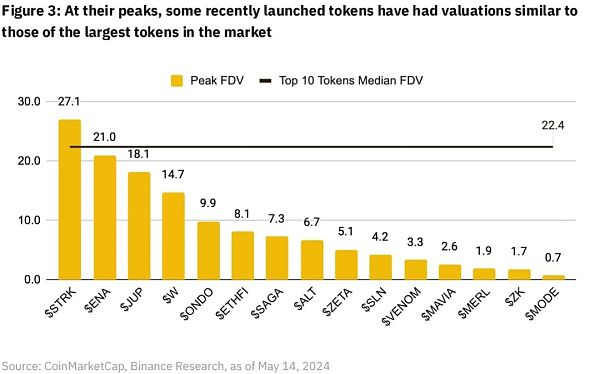 Figure 3: At their peaks, some recently launched tokens have had valuations similar to
those of the largest tokens in the market
Peak FDV
Top 10 Tokens Median FDV
30.0
20.0
10.0
0.0
27.1
21.0
18.1
14.7
9.9
8.1
7.3
6.7
5.1
4.2
3.3
2.6
1.9
1.7
0.7
22.4
$STRK
$ENA
$JUP
$W
$ONDO
$ETHFI
$SAGA
$ALT
$ZETA
$SLN
$VENOM
$MAVIA
$MERL
$ZK
$MODE
Source: CoinMarketCap, Binance Research, as of May 14, 2024